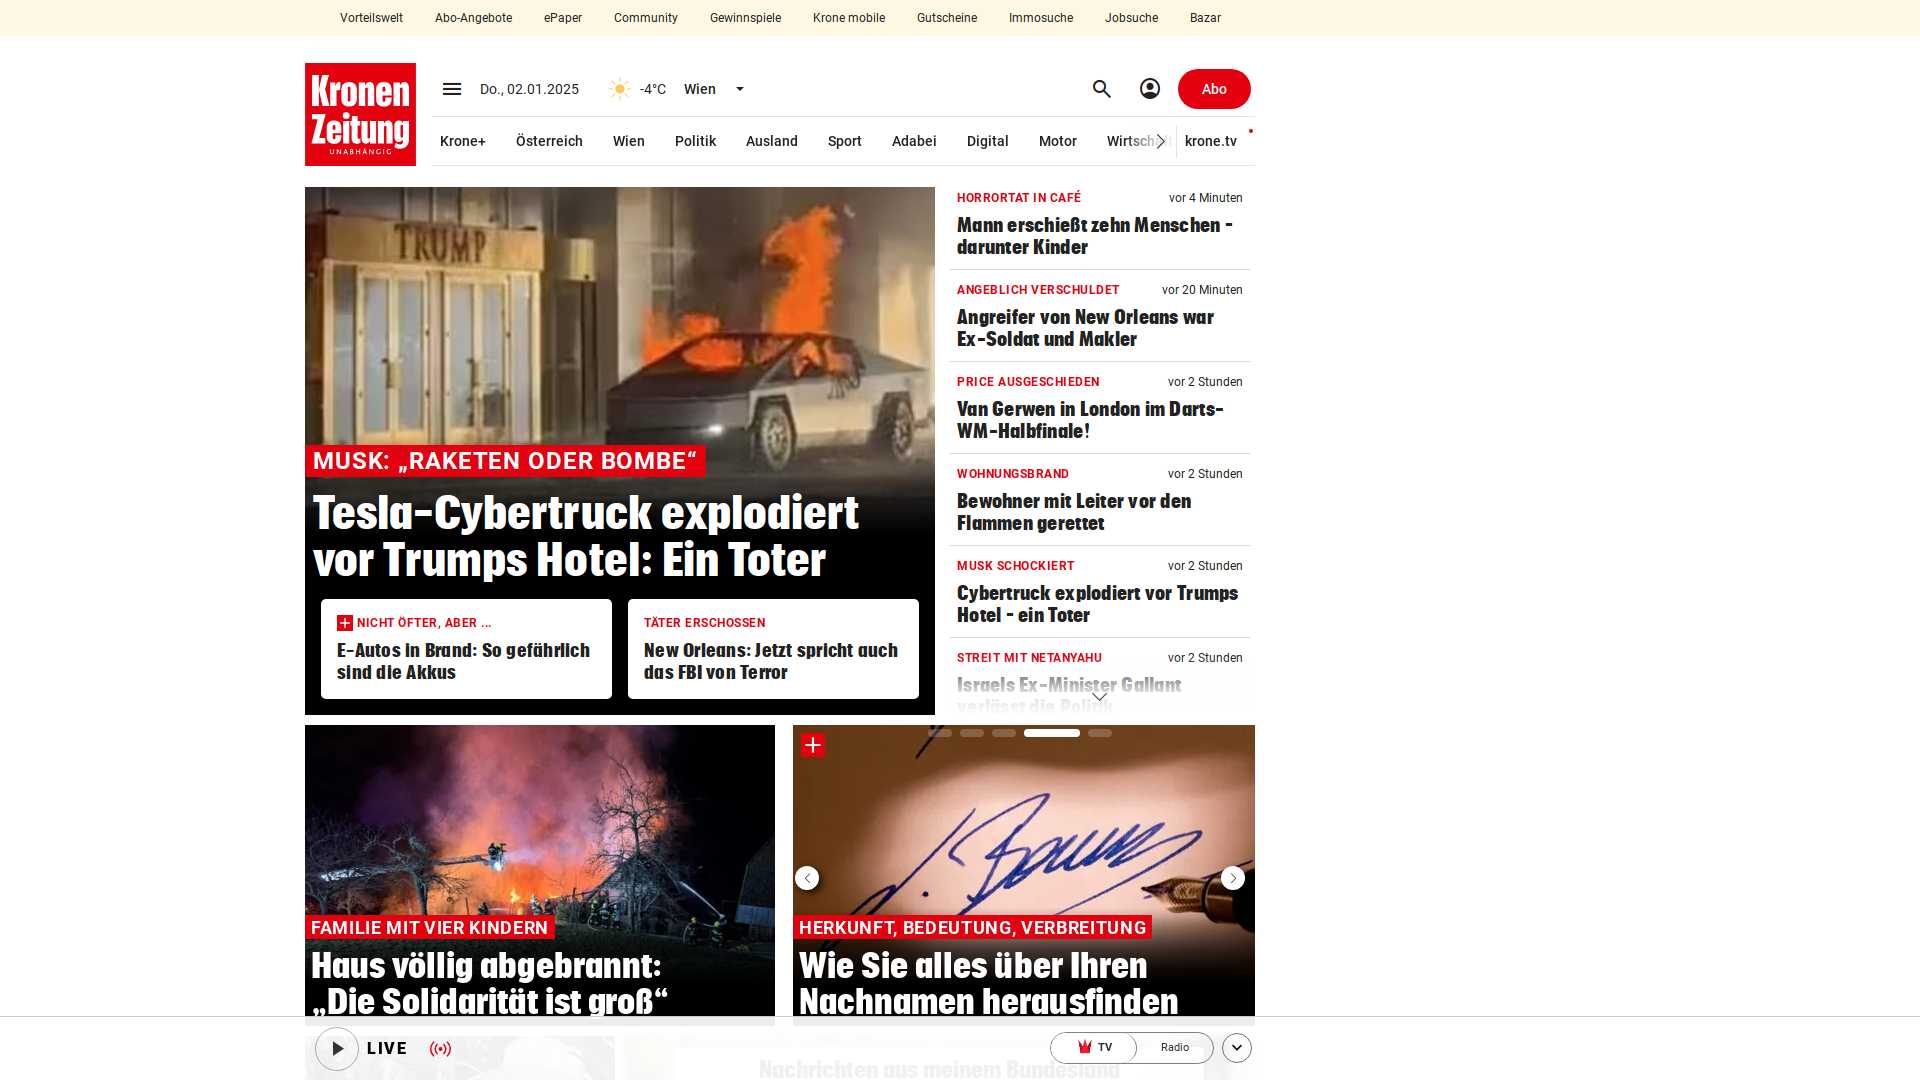 Vorteilswelt Abo-Angebote ePaper Community Gewinnspiele Krone mobile Gutscheine Immosuche Jobsuche Bazar
Kronen
Zeitung
UNABHÄNGIG
Do., 02.01.2025 -4°C Wien
Abo
Krone+ Österreich Wien Politik Ausland Sport Adabei Digital Motor Wirtschaft krone.tv
TRUMP
MUSK: „RAKETEN ODER BOMBE“
Tesla-Cybertruck explodiert
vor Trumps Hotel: Ein Toter
NICHT ÖFTER, ABER ...
E-Autos in Brand: So gefährlich
sind die Akkus
TÄTER ERSCHOSSEN
New Orleans: Jetzt spricht auch
das FBI von Terror
HORRORTAT IN CAFÉ vor 4 Minuten
Mann erschießt zehn Menschen –
darunter Kinder
ANGEBLICH VERSCHULDET vor 20 Minuten
Angreifer von New Orleans war
Ex-Soldat und Makler
PRICE AUSGESCHIEDEN vor 2 Stunden
Van Gerwen in London im Darts-
WM-Halbfinale!
WOHNUNGSBRAND vor 2 Stunden
Bewohner mit Leiter vor den
Flammen gerettet
MUSK SCHOCKIERT vor 2 Stunden
Cybertruck explodiert vor Trumps
Hotel – ein Toter
STREIT MIT NETANYAHU vor 2 Stunden
Israels Ex-Minister Gallant
verlässt die Politik
FAMILIE MIT VIER KINDERN
Haus völlig abgebrannt:
„Die Solidarität ist groß“
HERKUNFT, BEDEUTUNG, VERBREITUNG
Wie Sie alles über Ihren
Nachnamen herausfinden
LIVE
TV
Radio
Nachrichten aus meinem Bundesland